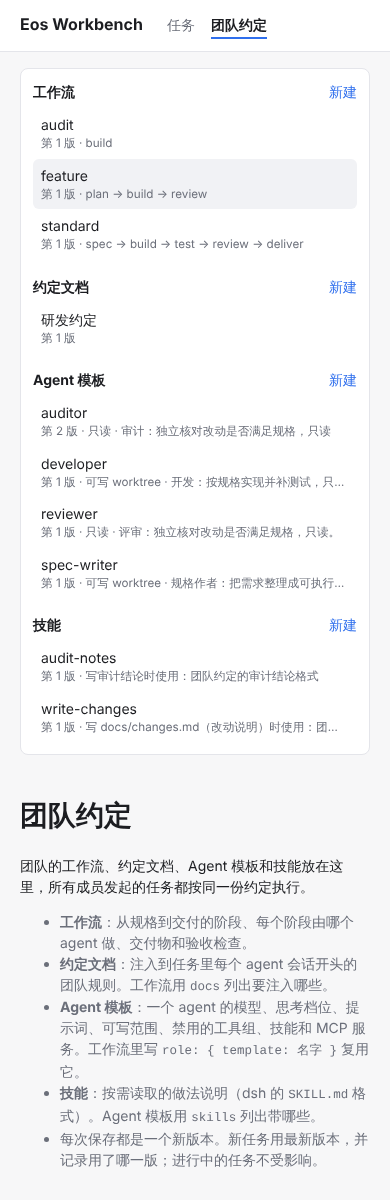 Eos Workbench 任务 团队约定
工作流 新建
audit
第 1 版 · build
feature
第 1 版 · plan → build → review
standard
第 1 版 · spec → build → test → review → deliver
约定文档 新建
研发约定
第 1 版
Agent 模板 新建
auditor
第 2 版 · 只读 · 审计：独立核对改动是否满足规格，只读
developer
第 1 版 · 可写 worktree · 开发：按规格实现并补测试，只…
reviewer
第 1 版 · 只读 · 评审：独立核对改动是否满足规格，只读。
spec-writer
第 1 版 · 可写 worktree · 规格作者：把需求整理成可执行…
技能 新建
audit-notes
第 1 版 · 写审计结论时使用：团队约定的审计结论格式
write-changes
第 1 版 · 写 docs/changes.md（改动说明）时使用：团…
团队约定
团队的工作流、约定文档、Agent 模板和技能放在这
里，所有成员发起的任务都按同一份约定执行。
• 工作流：从规格到交付的阶段、每个阶段由哪个
agent 做、交付物和验收检查。
• 约定文档：注入到任务里每个 agent 会话开头的
团队规则。工作流用 docs 列出要注入哪些。
• Agent 模板：一个 agent 的模型、思考档位、提
示词、可写范围、禁用的工具组、技能和 MCP 服
务。工作流里写 role: { template: 名字 } 复用
它。
• 技能：按需读取的做法说明（dsh 的 SKILL.md 格
式）。Agent 模板用 skills 列出带哪些。
• 每次保存都是一个新版本。新任务用最新版本，并
记录用了哪一版；进行中的任务不受影响。